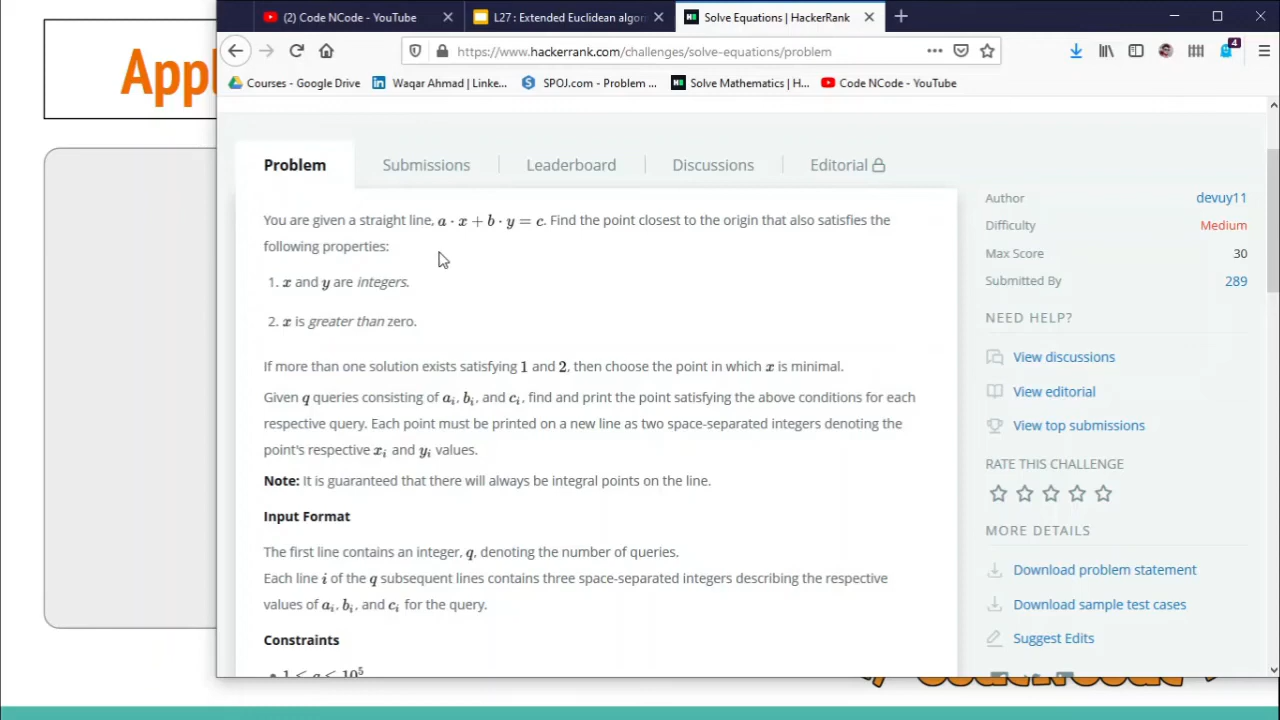 Appl
(2) Code NCode - YouTube
L27 : Extended Euclidean algor
Solve Equations | HackerRank
https://www.hackerrank.com/challenges/solve-equations/problem
4
Courses - Google Drive
Waqar Ahmad | Linke...
SPOJ.com - Problem ...
Solve Mathematics | H...
Code NCode - YouTube
Problem
Submissions
Leaderboard
Discussions
Editorial
You are given a straight line, a · x + b · y = c. Find the point closest to the origin that also satisfies the
following properties:
1. x and y are integers.
2. x is greater than zero.
If more than one solution exists satisfying 1 and 2, then choose the point in which x is minimal.
Given q queries consisting of aᵢ, bᵢ, and cᵢ, find and print the point satisfying the above conditions for each
respective query. Each point must be printed on a new line as two space-separated integers denoting the
point's respective xᵢ and yᵢ values.
Note: It is guaranteed that there will always be integral points on the line.
Input Format
The first line contains an integer, q, denoting the number of queries.
Each line i of the q subsequent lines contains three space-separated integers describing the respective
values of aᵢ, bᵢ, and cᵢ for the query.
Constraints
Author
devuy11
Difficulty
Medium
Max Score
30
Submitted By
289
NEED HELP?
View discussions
View editorial
View top submissions
RATE THIS CHALLENGE
MORE DETAILS
Download problem statement
Download sample test cases
Suggest Edits